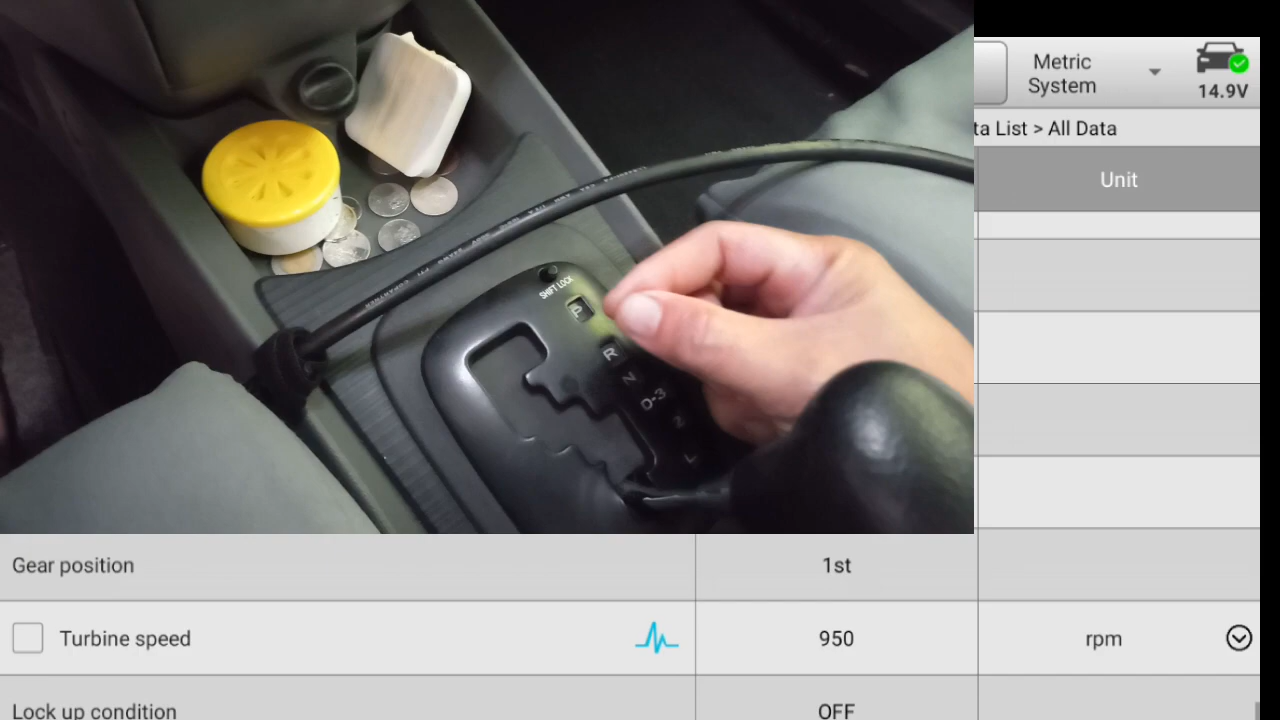 Metric
System
14.9V
ta List > All Data
Unit
SHIFT LOCK
P
R
N
D-3
2
L
Gear position
1st
Turbine speed
950
rpm
Lock up condition
OFF